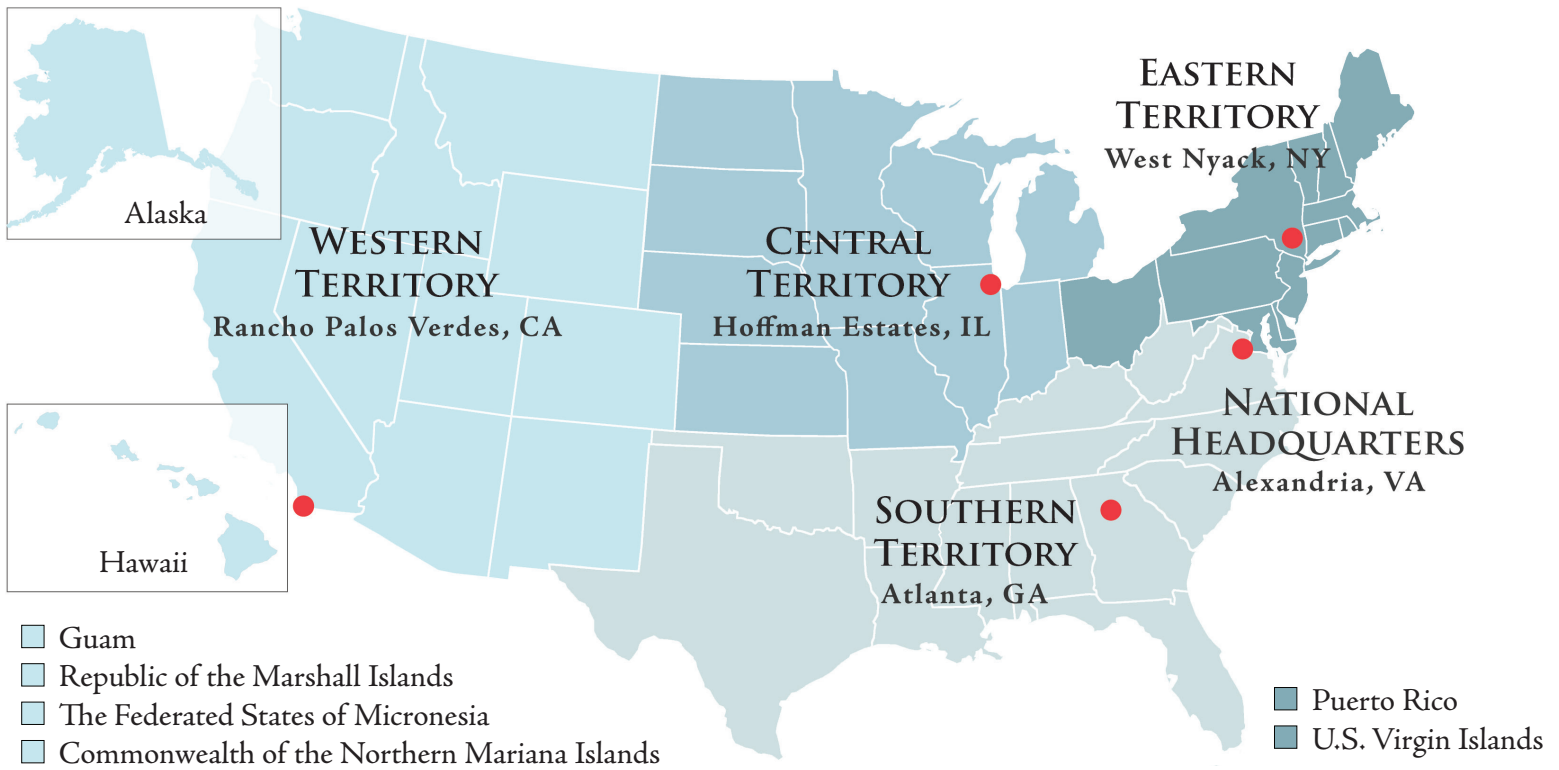 Alaska
EASTERN
TERRITORY
West Nyack, NY
WESTERN
TERRITORY
Rancho Palos Verdes, CA
CENTRAL
TERRITORY
Hoffman Estates, IL
NATIONAL
HEADQUARTERS
Alexandria, VA
SOUTHERN
TERRITORY
Atlanta, GA
Hawaii
Guam
Republic of the Marshall Islands
The Federated States of Micronesia
Commonwealth of the Northern Mariana Islands
Puerto Rico
U.S. Virgin Islands